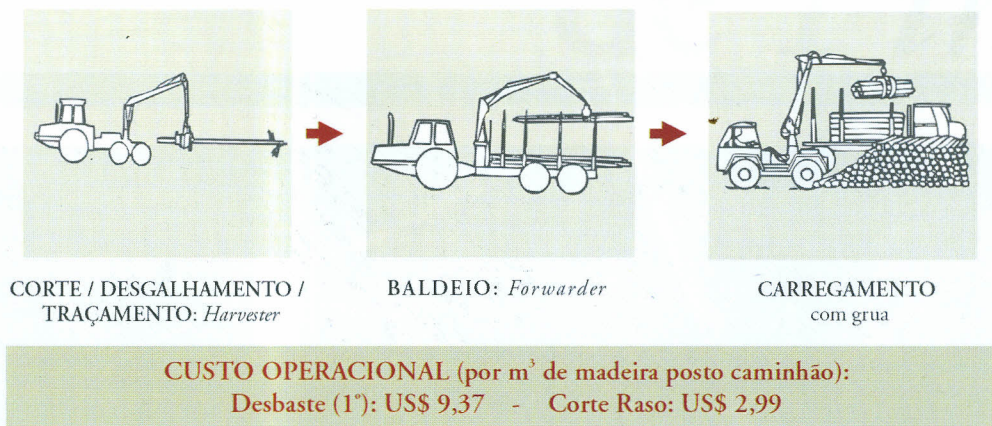 CORTE / DESGALHAMENTO /
TRAÇAMENTO: Harvester
BALDEIO: Forwarder
CARREGAMENTO
com grua
CUSTO OPERACIONAL (por m³ de madeira posto caminhão):
Desbaste (1°): US$ 9,37 - Corte Raso: US$ 2,99